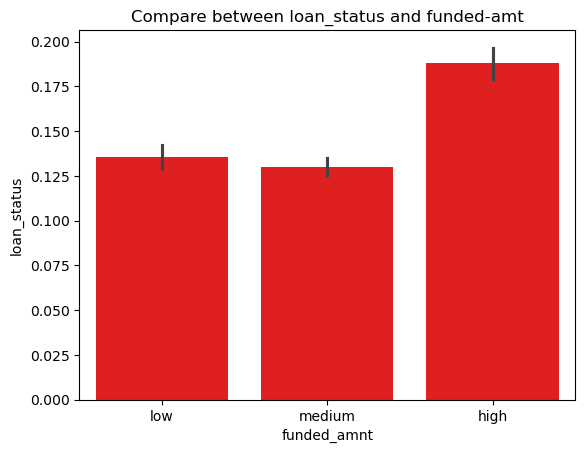 Compare between loan_status and funded-amt
0.200
0.175
0.150
0.125
0.100
0.075
0.050
0.025
0.000
loan_status
low medium high
funded_amnt